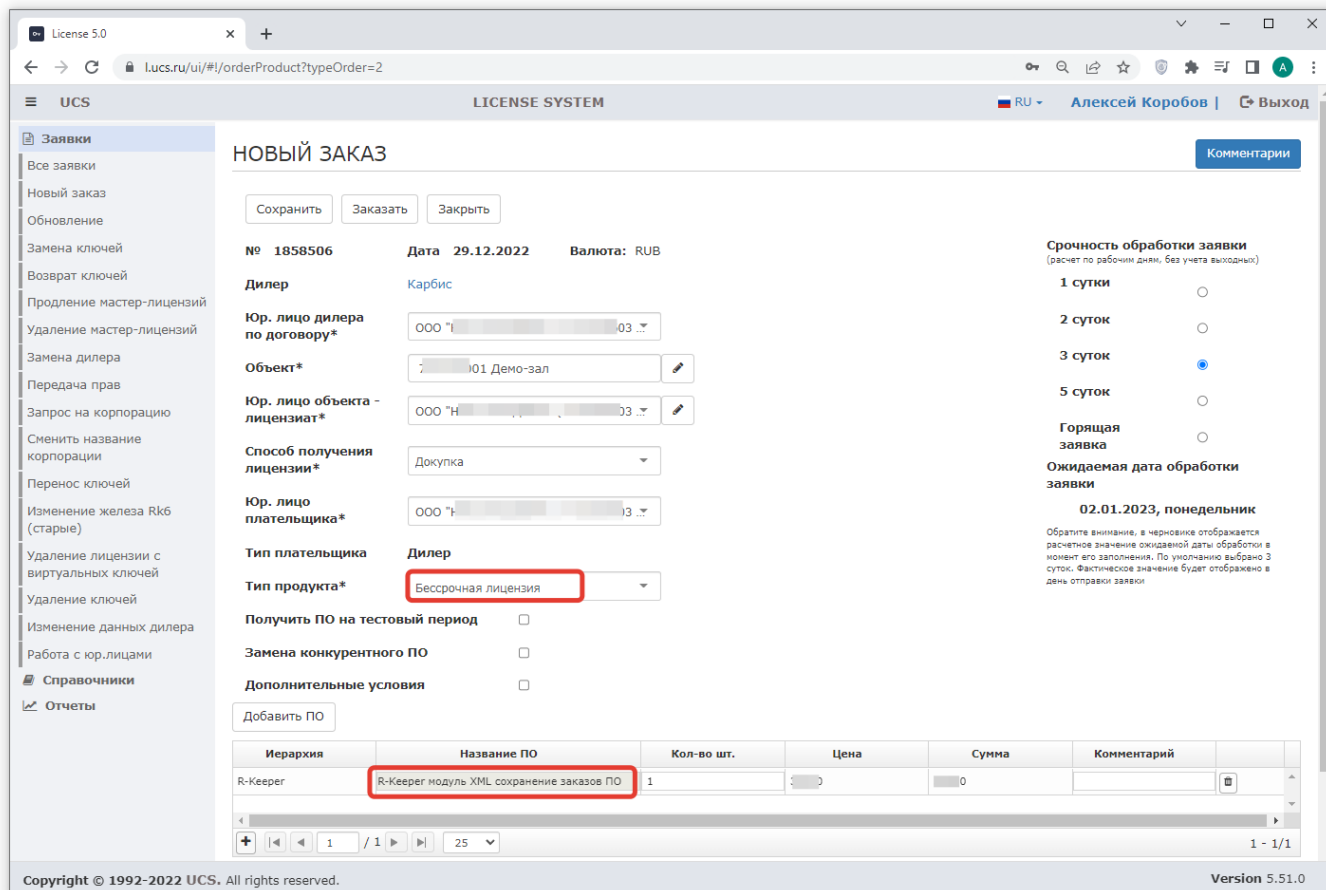 License 5.0
l.ucs.ru/ui/#!/orderProduct?typeOrder=2
A
UCS
LICENSE SYSTEM
RU
Алексей Коробов |
Выход
Заявки
Все заявки
Новый заказ
Обновление
Замена ключей
Возврат ключей
Продление мастер-лицензий
Удаление мастер-лицензий
Замена дилера
Передача прав
Запрос на корпорацию
Сменить название
корпорации
Перенос ключей
Изменение железа Rk6
(старые)
Удаление лицензии с
виртуальных ключей
Удаление ключей
Изменение данных дилера
Работа с юр.лицами
Справочники
Отчеты
НОВЫЙ ЗАКАЗ
Комментарии
Сохранить
Заказать
Закрыть
№ 1858506
Дата 29.12.2022
Валюта: RUB
Дилер
Карбис
Юр. лицо дилера
по договору*
ООО
Объект*
Демо-зал
Юр. лицо объекта -
лицензиат*
ООО "Н
Способ получения
лицензии*
Докупка
Юр. лицо
плательщика*
ООО
Тип плательщика
Дилер
Тип продукта*
Бессрочная лицензия
Получить ПО на тестовый период
Замена конкурентного ПО
Дополнительные условия
Срочность обработки заявки
(расчет по рабочим дням, без учета выходных)
1 сутки
2 суток
3 суток
5 суток
Горящая
заявка
Ожидаемая дата обработки
заявки
02.01.2023, понедельник
Обратите внимание, в черновике отображается
расчетное значение ожидаемой даты обработки в
момент его заполнения. По умолчанию выбрано 3
суток. Фактическое значение будет отображено в
день отправки заявки
Добавить ПО
Иерархия
Название ПО
Кол-во шт.
Цена
Сумма
Комментарий
R-Keeper
R-Keeper модуль XML сохранение заказов ПО
1
1
/ 1
25
1 - 1/1
Copyright © 1992-2022 UCS. All rights reserved.
Version 5.51.0